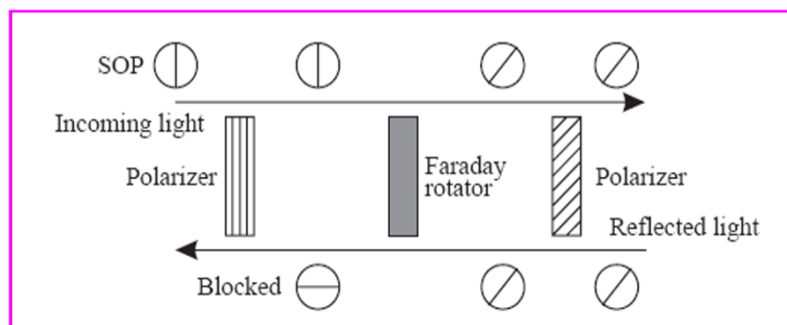 SOP
Incoming light
Polarizer
Faraday
rotator
Polarizer
Reflected light
Blocked